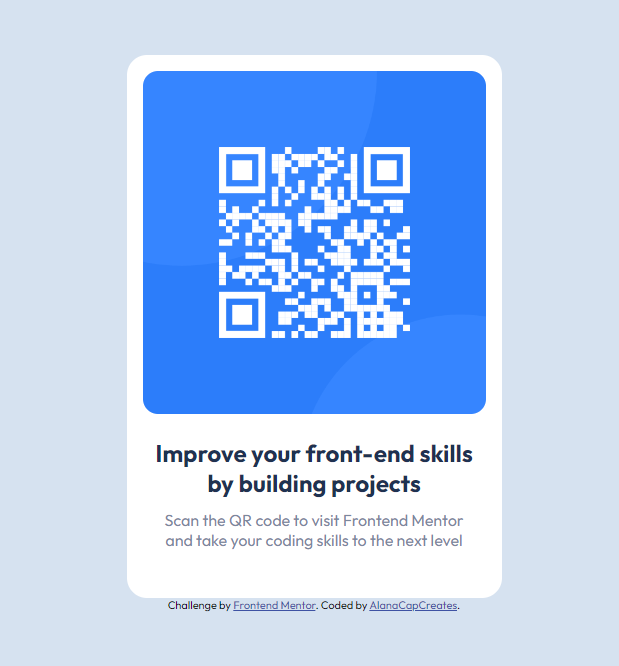 Improve your front-end skills
by building projects
Scan the QR code to visit Frontend Mentor
and take your coding skills to the next level
Challenge by Frontend Mentor. Coded by AlanaCapCreates.